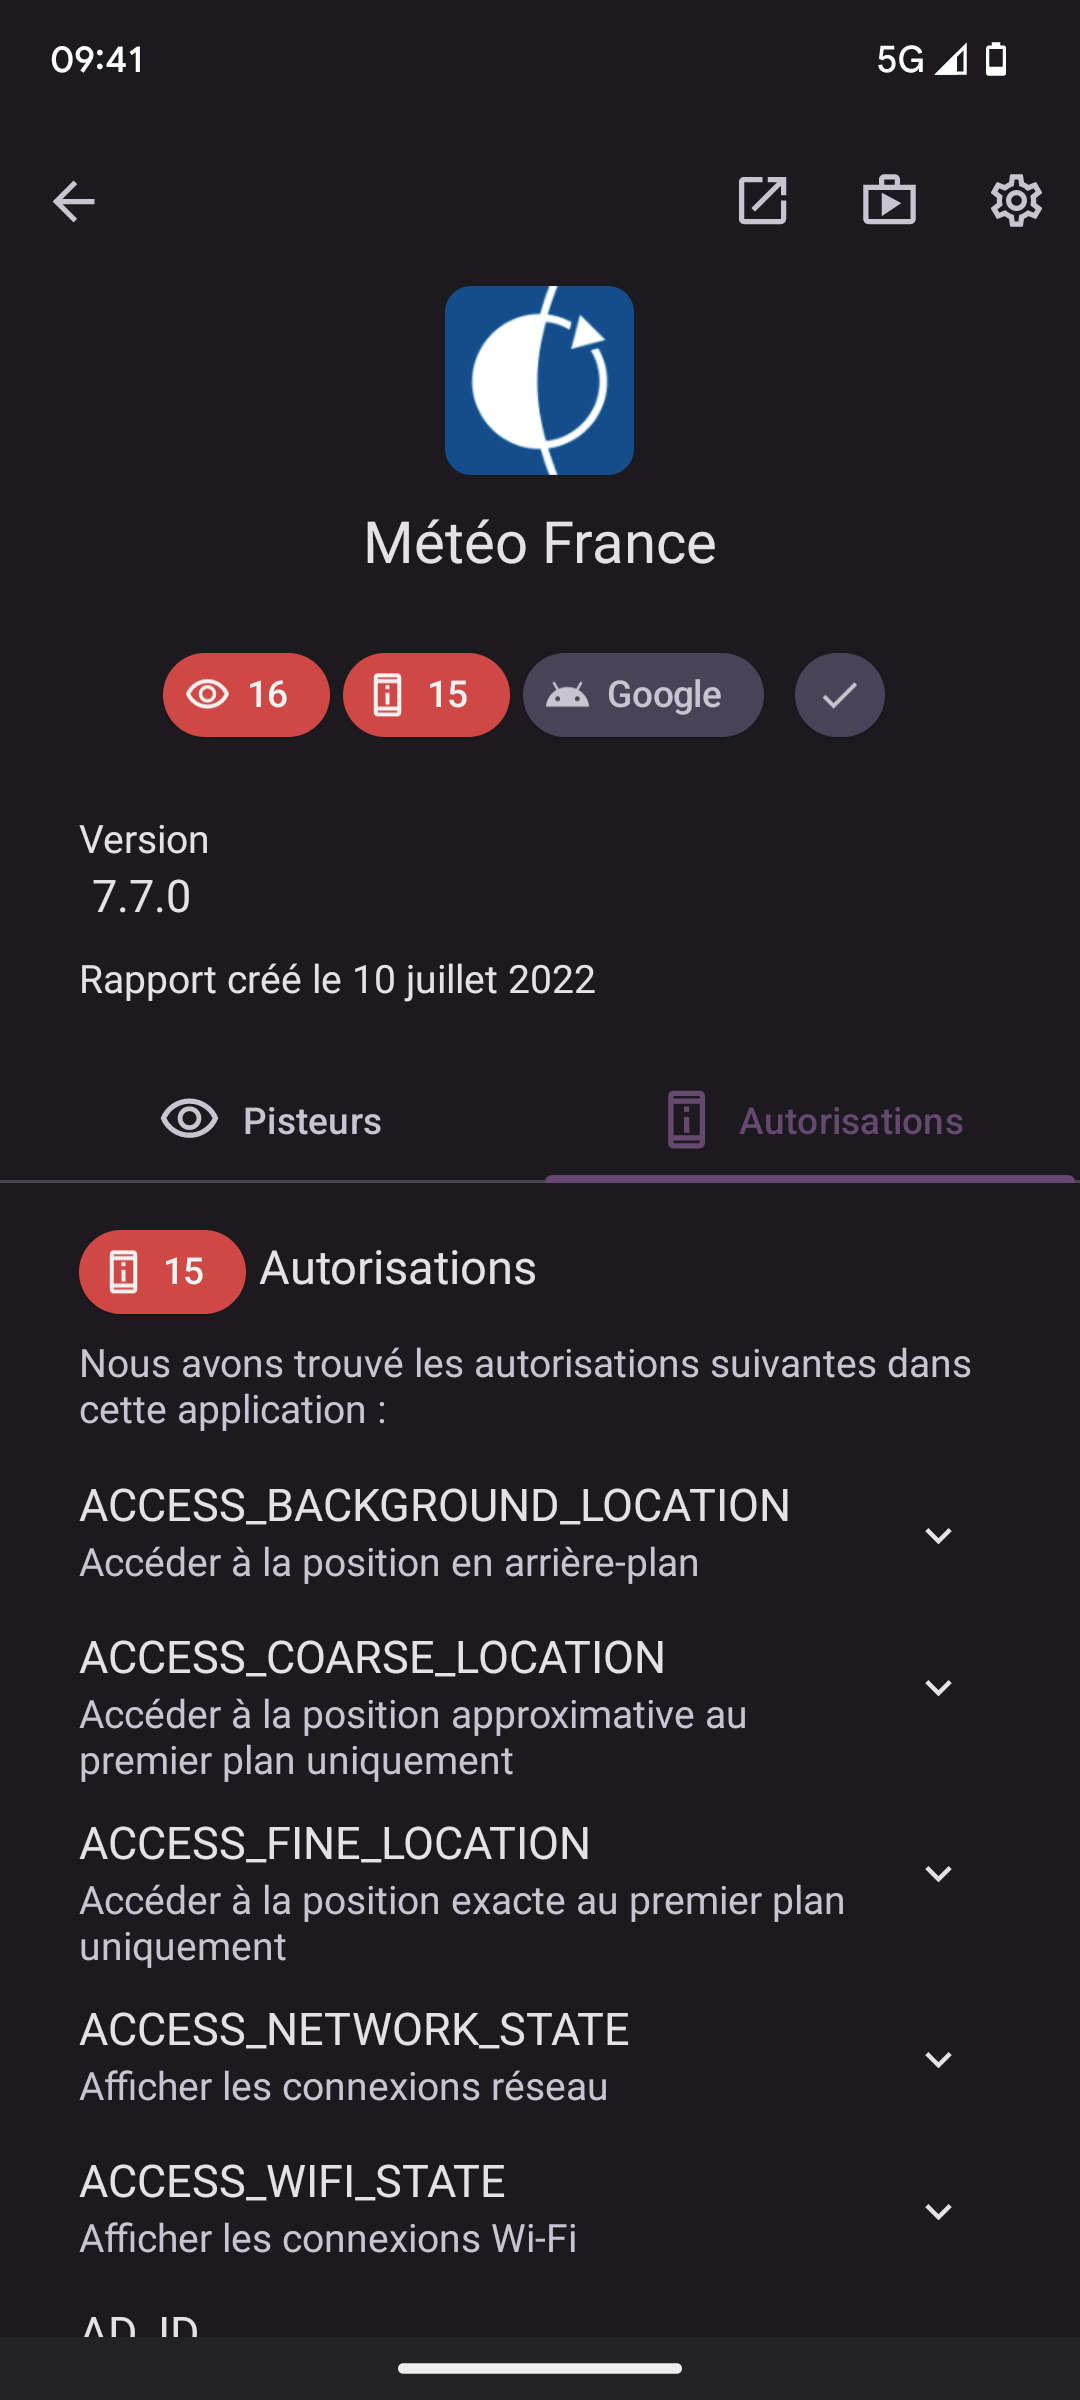 09:41
5G
Météo France
16
15
Google
Version
7.7.0
Rapport créé le 10 juillet 2022
Pisteurs
Autorisations
15
Autorisations
Nous avons trouvé les autorisations suivantes dans
cette application :
ACCESS_BACKGROUND_LOCATION
Accéder à la position en arrière-plan
ACCESS_COARSE_LOCATION
Accéder à la position approximative au
premier plan uniquement
ACCESS_FINE_LOCATION
Accéder à la position exacte au premier plan
uniquement
ACCESS_NETWORK_STATE
Afficher les connexions réseau
ACCESS_WIFI_STATE
Afficher les connexions Wi-Fi
AD_ID